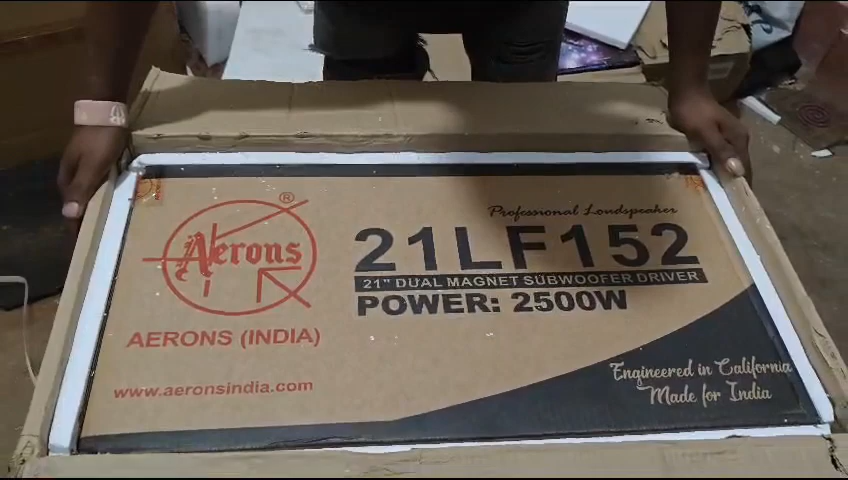 Aerons ®
AERONS (INDIA)
www.aeronsindia.com
Professional Loudspeaker
21LF152
21" DUAL MAGNET SUBWOOFER DRIVER
POWER: 2500W
Engineered in California
Made for India